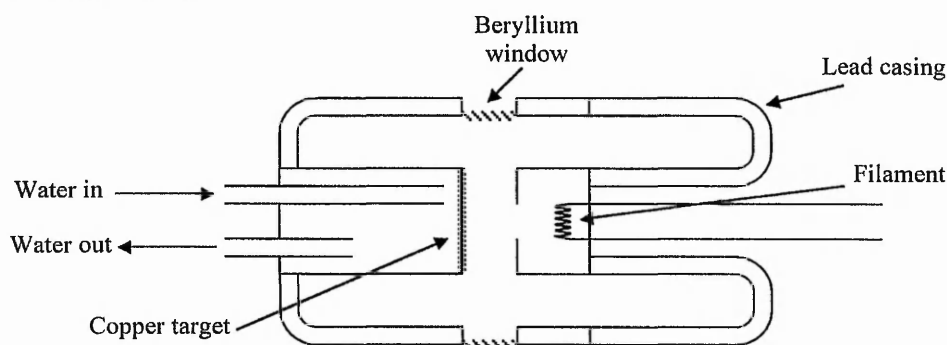 Beryllium
window
Lead casing
Water in
Filament
Water out
Copper target